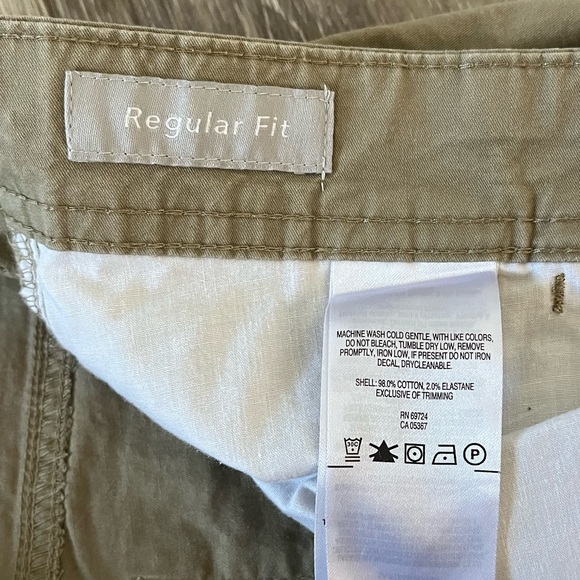 Regular Fit
MACHINE WASH COLD GENTLE, WITH LIKE COLORS,
DO NOT BLEACH, TUMBLE DRY LOW, REMOVE
PROMPTLY, IRON LOW, IF PRESENT DO NOT IRON
DECAL, DRYCLEANABLE.
SHELL: 98.0% COTTON, 2.0% ELASTANE
EXCLUSIVE OF TRIMMING
RN 69724
CA 05367
30C P